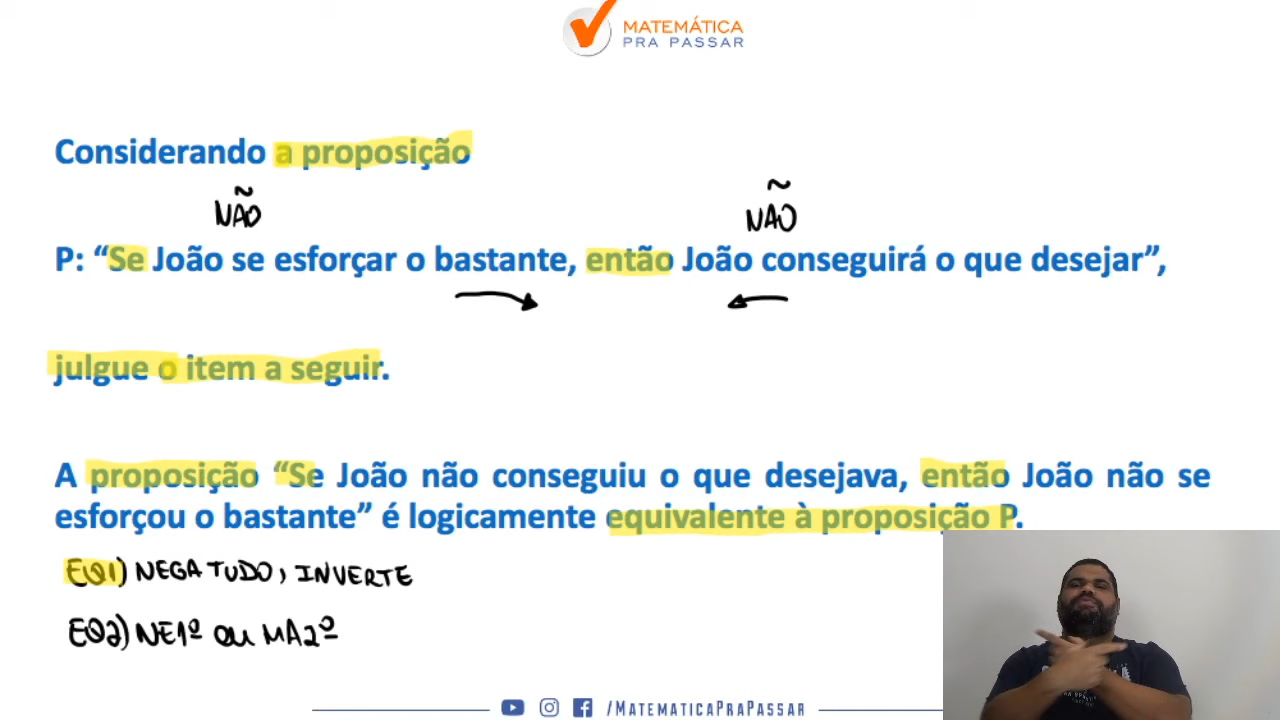 MATEMÁTICA
PRA PASSAR
Considerando a proposição
NÃO NÃO
P: “Se João se esforçar o bastante, então João conseguirá o que desejar”,
julgue o item a seguir.
A proposição “Se João não conseguiu o que desejava, então João não se
esforçou o bastante” é logicamente equivalente à proposição P.
EQ1) NEGA TUDO, INVERTE
EQ2) NE1º OU MA2º
/MATEMATICAPRAPASSAR